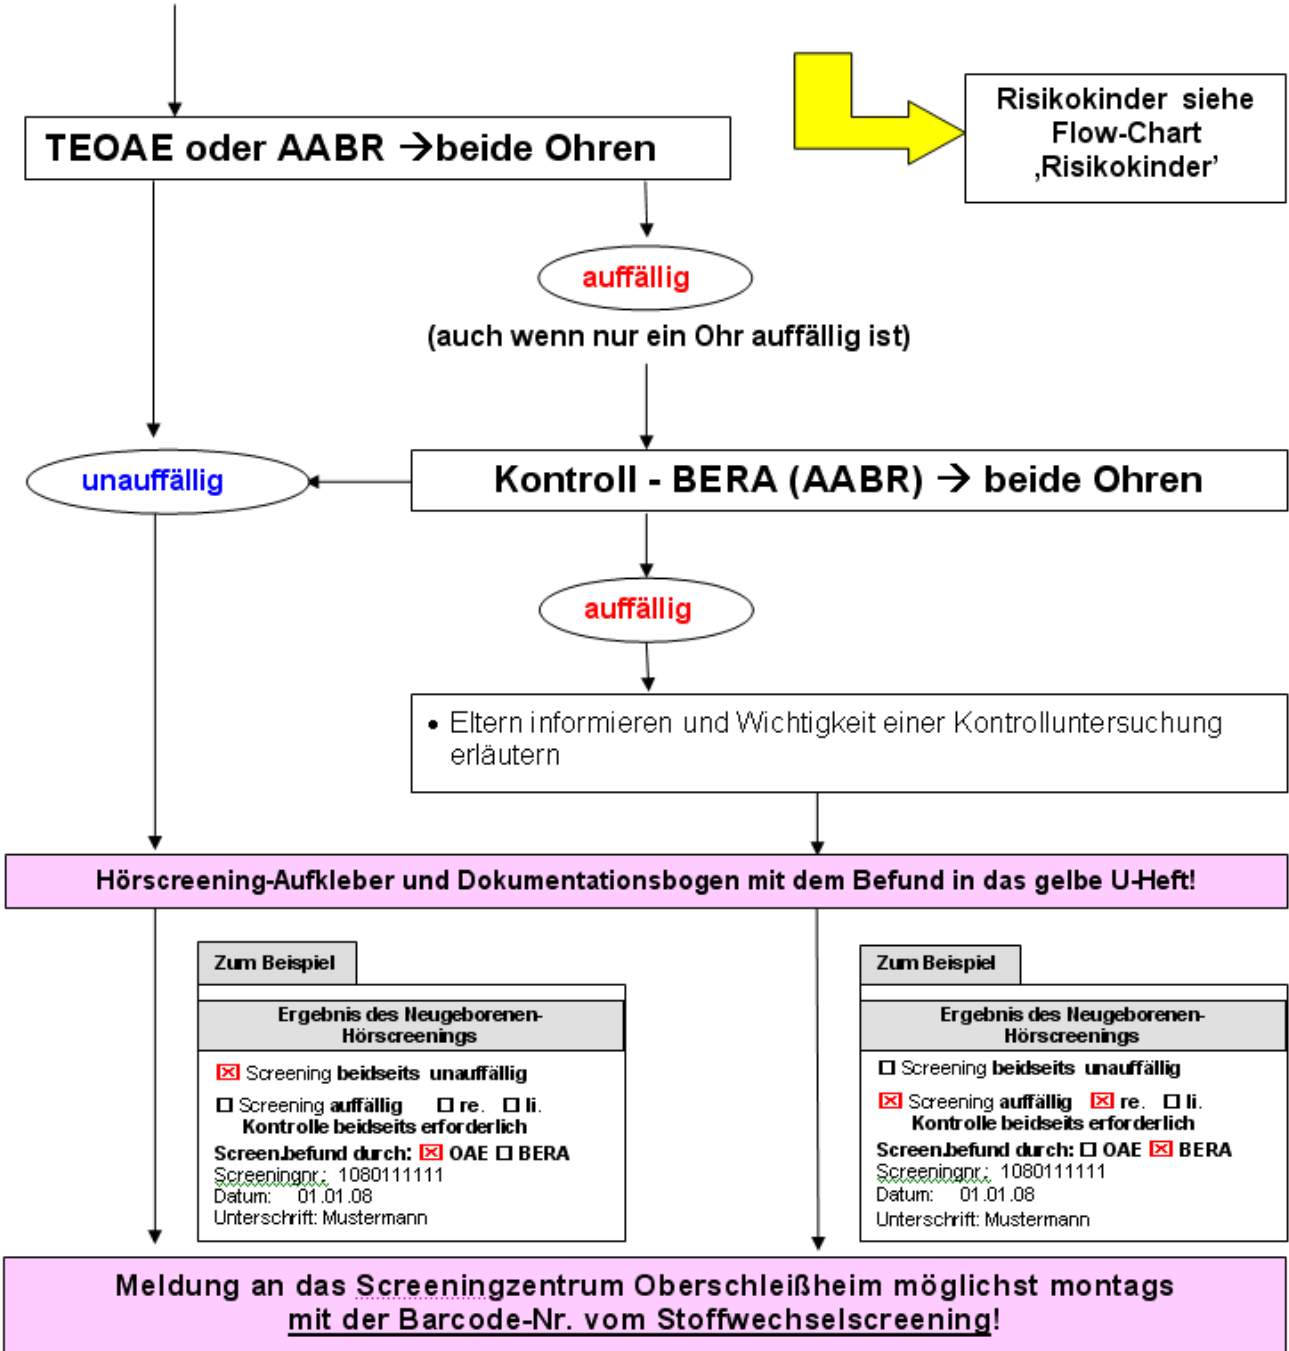 Risikokinder siehe
Flow-Chart
‚Risikokinder’
TEOAE oder AABR →beide Ohren
auffällig
(auch wenn nur ein Ohr auffällig ist)
unauffällig
Kontroll - BERA (AABR) → beide Ohren
auffällig
• Eltern informieren und Wichtigkeit einer Kontrolluntersuchung
erläutern
Hörscreening-Aufkleber und Dokumentationsbogen mit dem Befund in das gelbe U-Heft!
Zum Beispiel
Ergebnis des Neugeborenen-
Hörscreenings
☒ Screening beidseits unauffällig
☐ Screening auffällig ☐ re. ☐ li.
Kontrolle beidseits erforderlich
Screen.befund durch: ☒ OAE ☐ BERA
Screeningnr.: 1080111111
Datum: 01.01.08
Unterschrift: Mustermann
Zum Beispiel
Ergebnis des Neugeborenen-
Hörscreenings
☐ Screening beidseits unauffällig
☒ Screening auffällig ☒ re. ☐ li.
Kontrolle beidseits erforderlich
Screen.befund durch: ☐ OAE ☒ BERA
Screeningnr.: 1080111111
Datum: 01.01.08
Unterschrift: Mustermann
Meldung an das Screeningzentrum Oberschleißheim möglichst montags
mit der Barcode-Nr. vom Stoffwechselscreening!